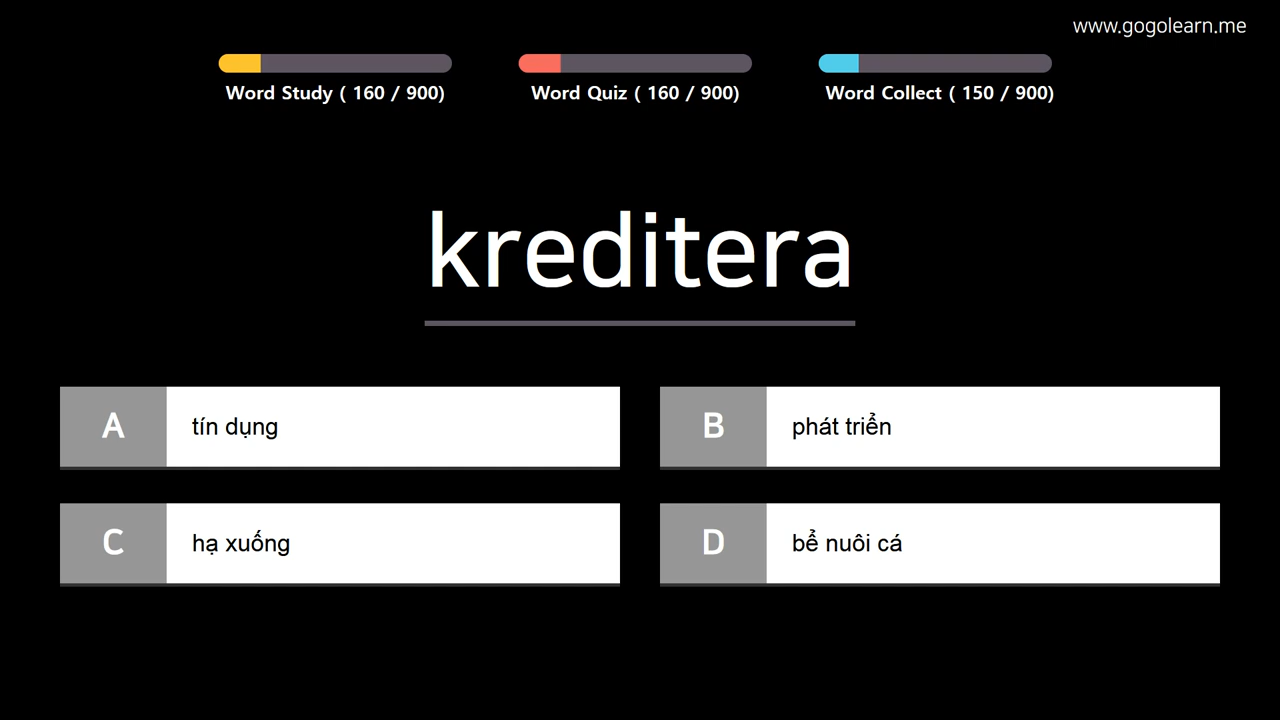 www.gogolearn.me
Word Study ( 160 / 900)
Word Quiz ( 160 / 900)
Word Collect ( 150 / 900)
kreditera
A tín dụng
B phát triển
C hạ xuống
D bể nuôi cá